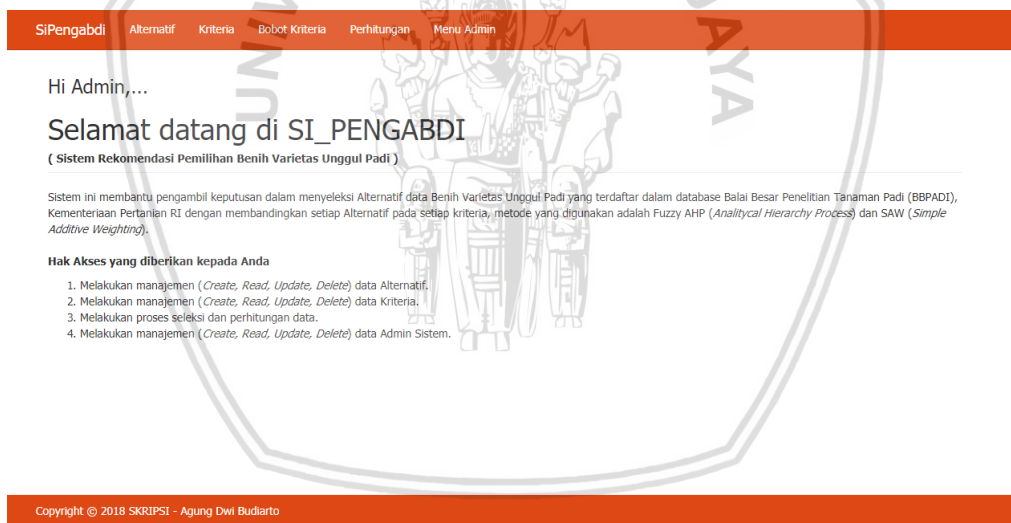 SiPengabdi Alternatif Kriteria Bobot Kriteria Perhitungan Menu Admin
Hi Admin,...
Selamat datang di SI_PENGABDI
( Sistem Rekomendasi Pemilihan Benih Varietas Unggul Padi )
Sistem ini membantu pengambil keputusan dalam menyeleksi Alternatif data Benih Varietas Unggul Padi yang terdaftar dalam database Balai Besar Penelitian Tanaman Padi (BBPADI),
Kementeriaan Pertanian RI dengan membandingkan setiap Alternatif pada setiap kriteria, metode yang digunakan adalah Fuzzy AHP (Analitycal Hierarchy Process) dan SAW (Simple
Additive Weighting).
Hak Akses yang diberikan kepada Anda
1. Melakukan manajemen (Create, Read, Update, Delete) data Alternatif.
2. Melakukan manajemen (Create, Read, Update, Delete) data Kriteria.
3. Melakukan proses seleksi dan perhitungan data.
4. Melakukan manajemen (Create, Read, Update, Delete) data Admin Sistem.
Copyright © 2018 SKRIPSI - Agung Dwi Budiarto